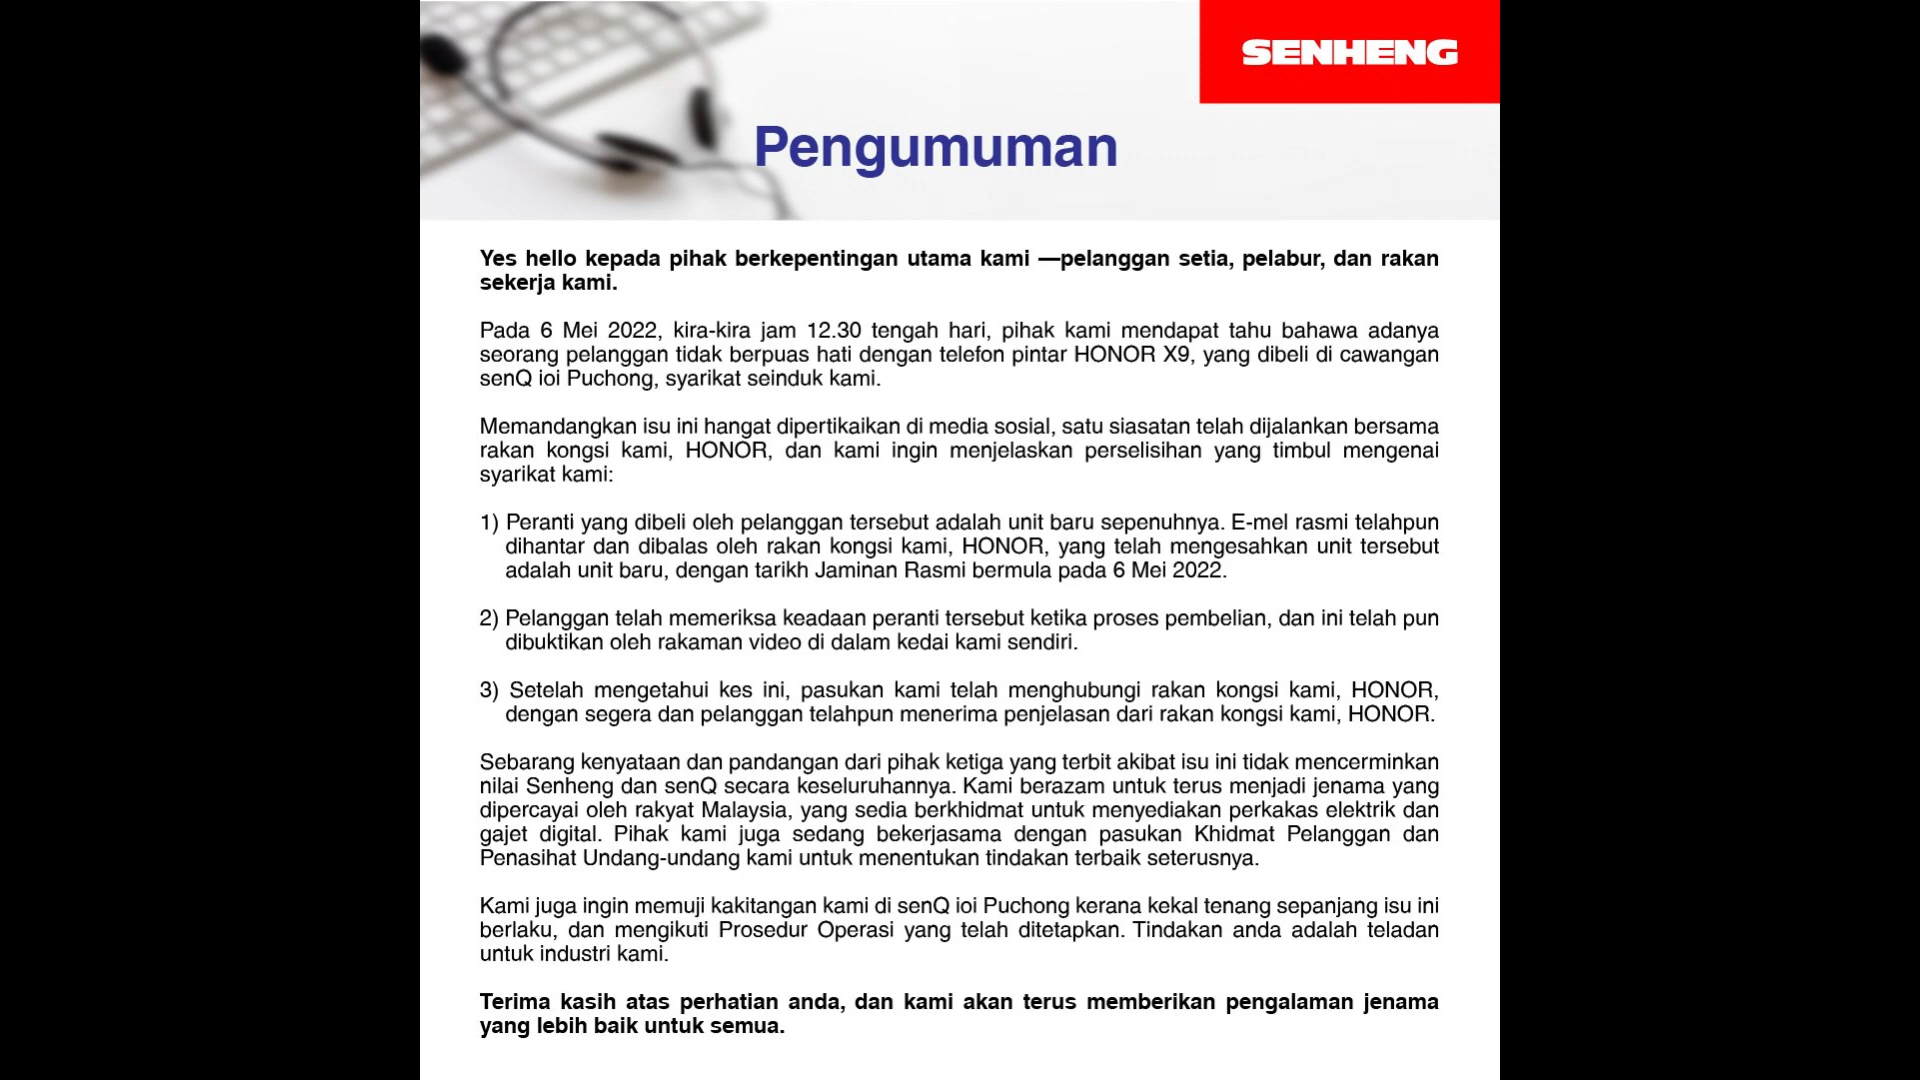 SENHENG
Pengumuman
Yes hello kepada pihak berkepentingan utama kami —pelanggan setia, pelabur, dan rakan
sekerja kami.
Pada 6 Mei 2022, kira-kira jam 12.30 tengah hari, pihak kami mendapat tahu bahawa adanya
seorang pelanggan tidak berpuas hati dengan telefon pintar HONOR X9, yang dibeli di cawangan
senQ ioi Puchong, syarikat seinduk kami.
Memandangkan isu ini hangat dipertikaikan di media sosial, satu siasatan telah dijalankan bersama
rakan kongsi kami, HONOR, dan kami ingin menjelaskan perselisihan yang timbul mengenai
syarikat kami:
1) Peranti yang dibeli oleh pelanggan tersebut adalah unit baru sepenuhnya. E-mel rasmi telahpun
dihantar dan dibalas oleh rakan kongsi kami, HONOR, yang telah mengesahkan unit tersebut
adalah unit baru, dengan tarikh Jaminan Rasmi bermula pada 6 Mei 2022.
2) Pelanggan telah memeriksa keadaan peranti tersebut ketika proses pembelian, dan ini telah pun
dibuktikan oleh rakaman video di dalam kedai kami sendiri.
3) Setelah mengetahui kes ini, pasukan kami telah menghubungi rakan kongsi kami, HONOR,
dengan segera dan pelanggan telahpun menerima penjelasan dari rakan kongsi kami, HONOR.
Sebarang kenyataan dan pandangan dari pihak ketiga yang terbit akibat isu ini tidak mencerminkan
nilai Senheng dan senQ secara keseluruhannya. Kami berazam untuk terus menjadi jenama yang
dipercayai oleh rakyat Malaysia, yang sedia berkhidmat untuk menyediakan perkakas elektrik dan
gajet digital. Pihak kami juga sedang bekerjasama dengan pasukan Khidmat Pelanggan dan
Penasihat Undang-undang kami untuk menentukan tindakan terbaik seterusnya.
Kami juga ingin memuji kakitangan kami di senQ ioi Puchong kerana kekal tenang sepanjang isu ini
berlaku, dan mengikuti Prosedur Operasi yang telah ditetapkan. Tindakan anda adalah teladan
untuk industri kami.
Terima kasih atas perhatian anda, dan kami akan terus memberikan pengalaman jenama
yang lebih baik untuk semua.